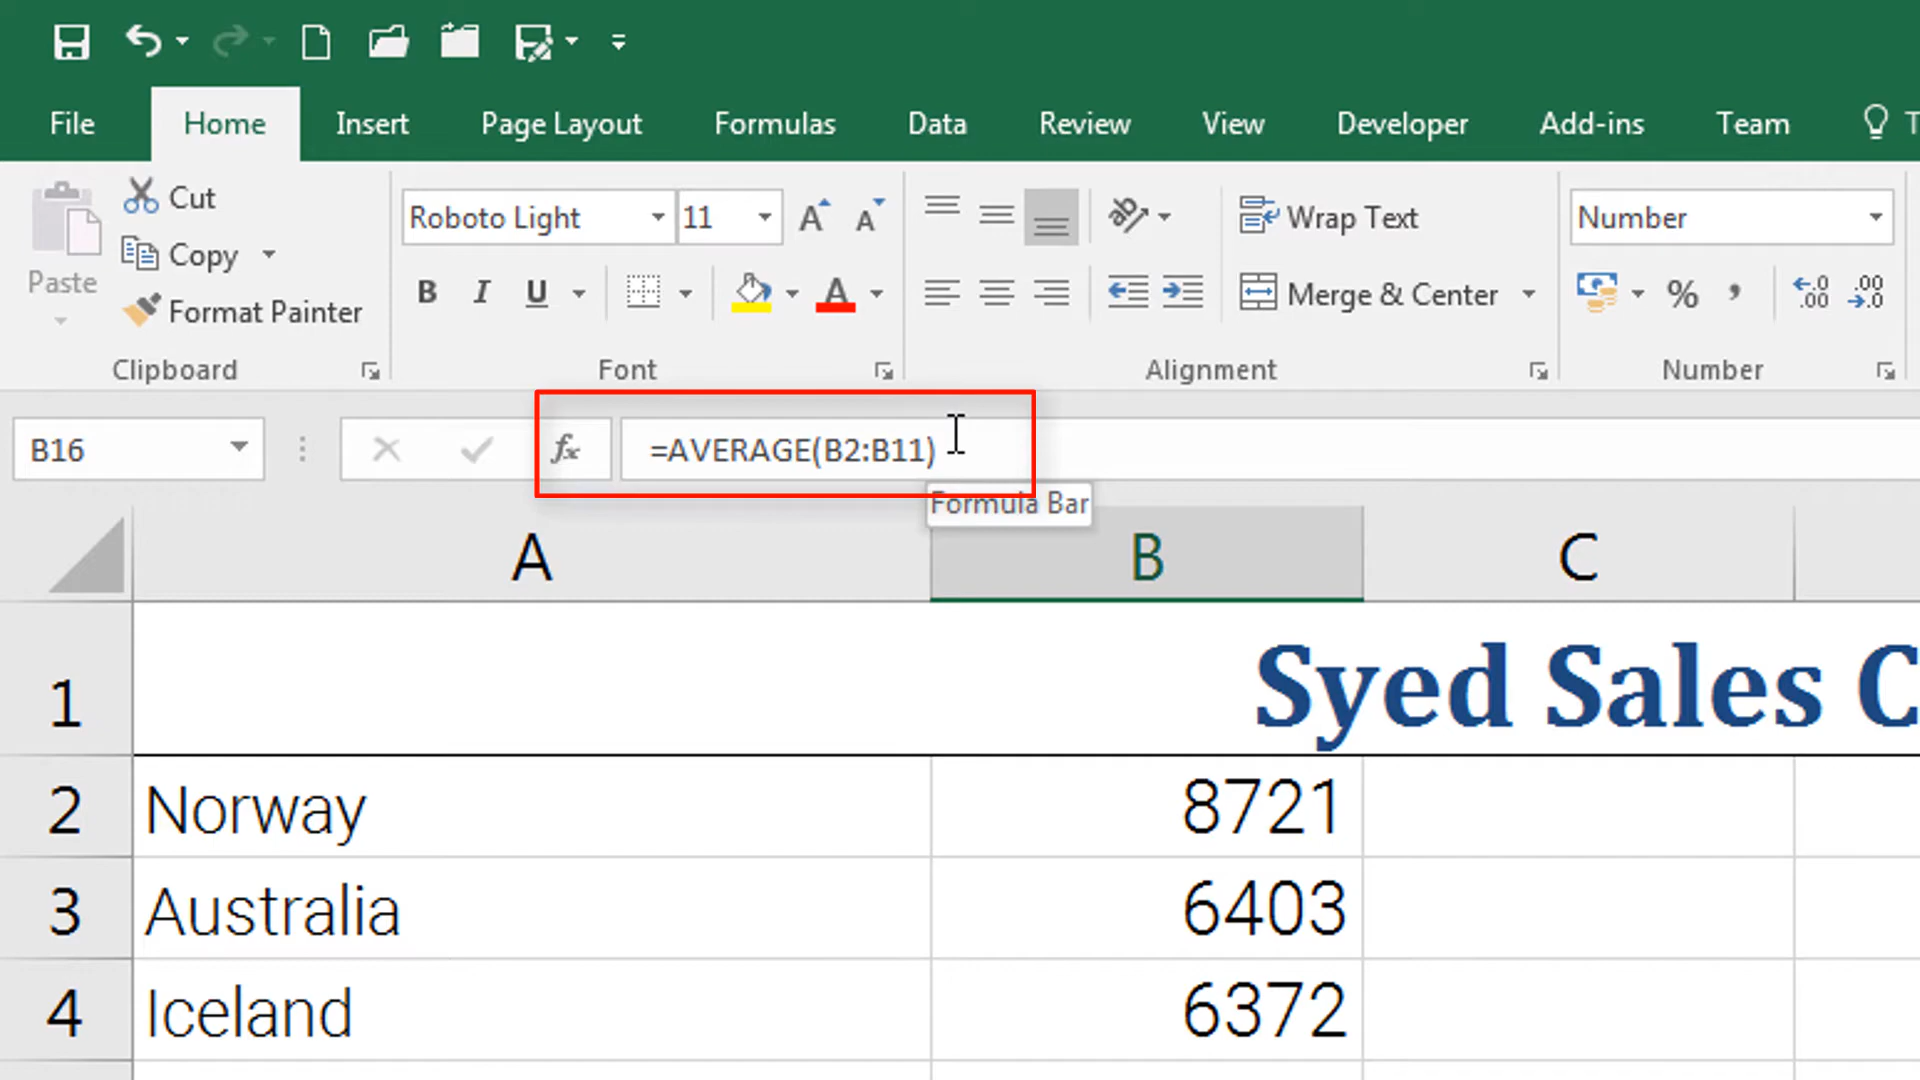 File Home Insert Page Layout Formulas Data Review View Developer Add-ins Team T
Cut Roboto Light 11 Wrap Text Number
Copy
Paste B I U Merge & Center %
Format Painter
Clipboard Font Alignment Number
B16 fx =AVERAGE(B2:B11)
Formula Bar
A B C
1 Syed Sales C
2 Norway 8721
3 Australia 6403
4 Iceland 6372